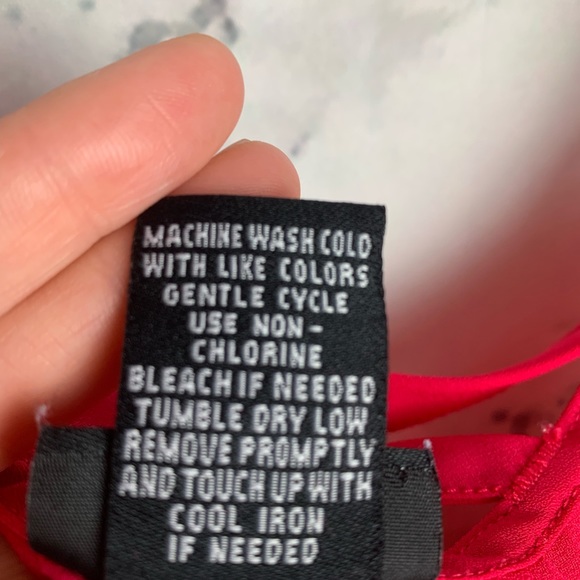 MACHINE WASH COLD
WITH LIKE COLORS
GENTLE CYCLE
USE NON-
CHLORINE
BLEACH IF NEEDED
TUMBLE DRY LOW
REMOVE PROMPTLY
AND TOUCH UP WITH
COOL IRON
IF NEEDED